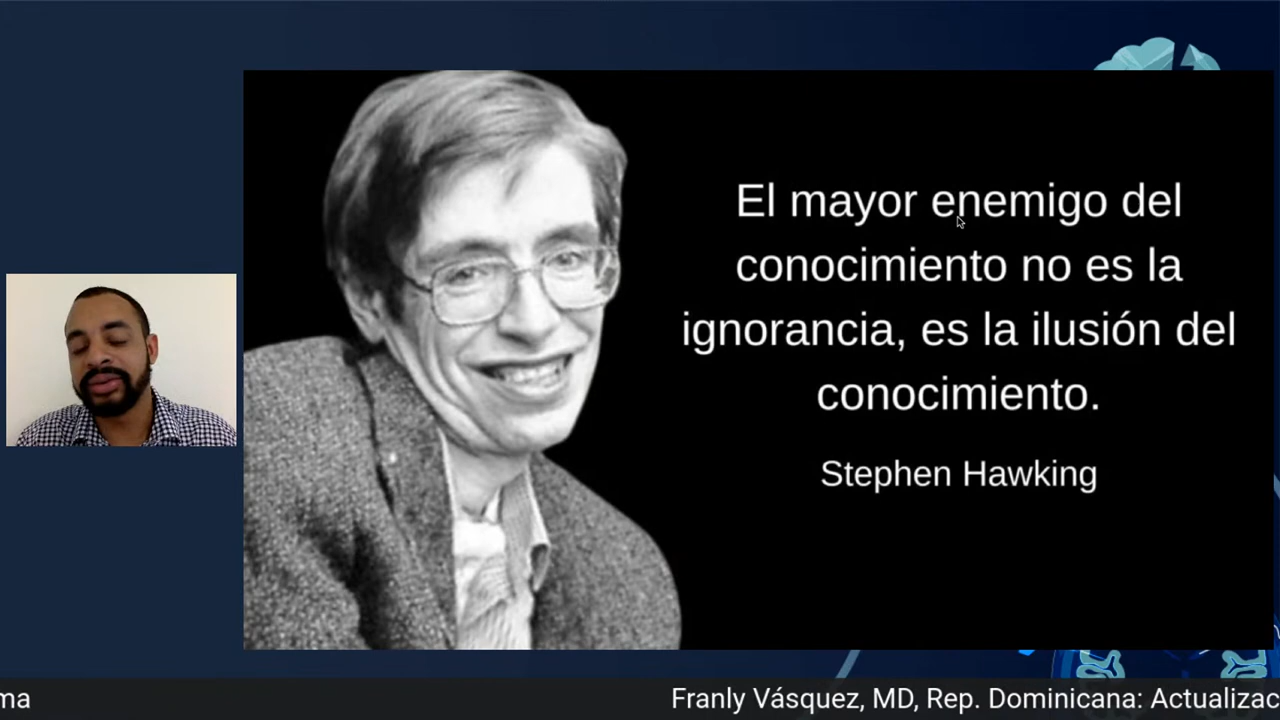 El mayor enemigo del
conocimiento no es la
ignorancia, es la ilusión del
conocimiento.
Stephen Hawking
ma
Franly Vásquez, MD, Rep. Dominicana: Actualizac